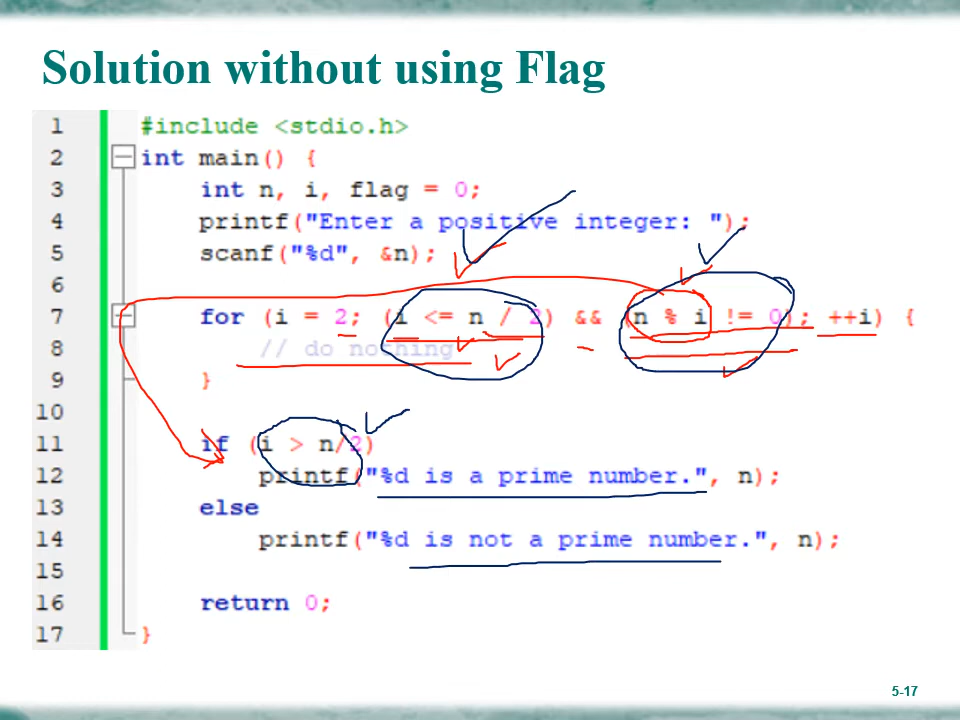 Solution without using Flag
1 #include <stdio.h>
2 int main() {
3 int n, i, flag = 0;
4 printf("Enter a positive integer: ");
5 scanf("%d", &n);
6
7 for (i = 2; (i <= n / 2) && (n % i != 0); ++i) {
8 // do nothing
9 }
10
11 if (i > n/2)
12 printf("%d is a prime number.", n);
13 else
14 printf("%d is not a prime number.", n);
15
16 return 0;
17 }
5-17